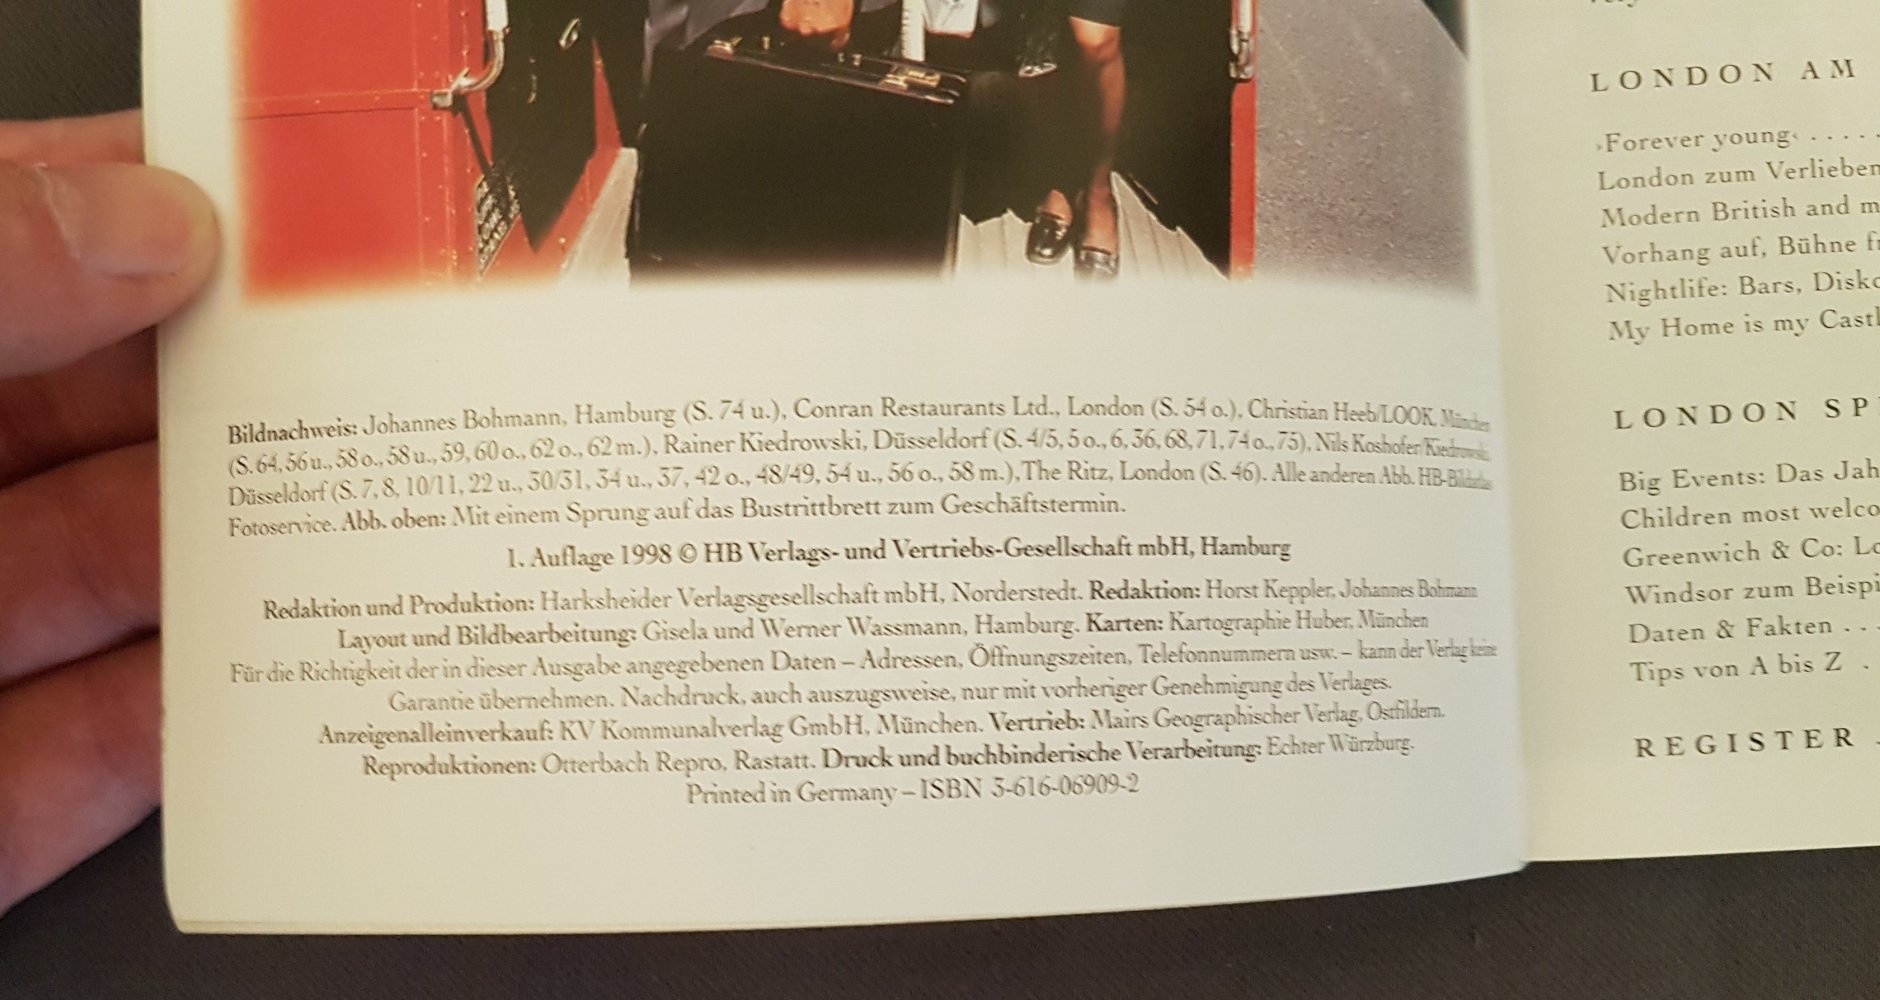 Bildnachweis: Johannes Bohmann, Hamburg (S. 74 u.), Conran Restaurants Ltd., London (S. 54 o.), Christian Heeb/LOOK, München
(S. 64, 56 u., 58 o., 58 u., 59, 60 o., 62 o., 62 m.), Rainer Kiedrowski, Düsseldorf (S. 4/5, 5 o., 6, 36, 68, 71, 74 o., 75), Nils Koshofer/Kiedrowski,
Düsseldorf (S. 7, 8, 10/11, 22 u., 30/31, 34 u., 37, 42 o., 48/49, 54 u., 56 o., 58 m.), The Ritz, London (S. 46). Alle anderen Abb. HB-Bildatlas
Fotoservice. Abb. oben: Mit einem Sprung auf das Bustrittbrett zum Geschäftstermin.
1. Auflage 1998 © HB Verlags- und Vertriebs-Gesellschaft mbH, Hamburg
Redaktion und Produktion: Harksheider Verlagsgesellschaft mbH, Norderstedt. Redaktion: Horst Keppler, Johannes Bohmann
Layout und Bildbearbeitung: Gisela und Werner Wassmann, Hamburg. Karten: Kartographie Huber, München
Für die Richtigkeit der in dieser Ausgabe angegebenen Daten – Adressen, Öffnungszeiten, Telefonnummern usw. – kann der Verlag keine
Garantie übernehmen. Nachdruck, auch auszugsweise, nur mit vorheriger Genehmigung des Verlages.
Anzeigenalleinverkauf: KV Kommunalverlag GmbH, München. Vertrieb: Mairs Geographischer Verlag, Ostfildern.
Reproduktionen: Otterbach Repro, Rastatt. Druck und buchbinderische Verarbeitung: Echter Würzburg.
Printed in Germany – ISBN 3-616-06909-2
LONDON AM
›Forever young‹ . . . . .
London zum Verlieben
Modern British and m
Vorhang auf, Bühne f
Nightlife: Bars, Disko
My Home is my Castl
LONDON SP
Big Events: Das Jah
Children most welco
Greenwich & Co: Lo
Windsor zum Beispi
Daten & Fakten . . .
Tips von A bis Z .
REGISTER